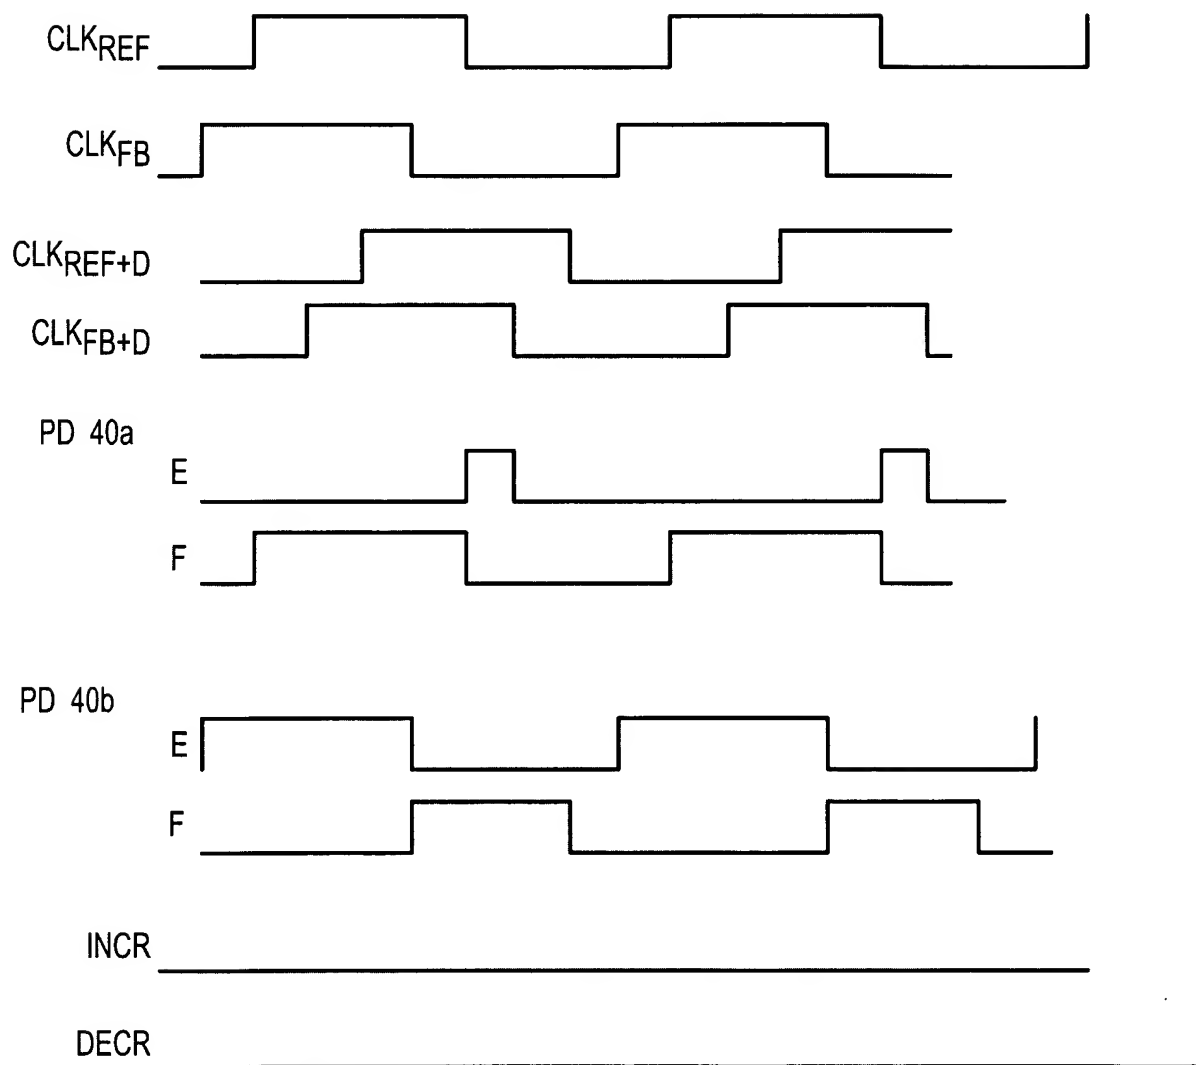 CLKREF
CLKFB
CLKREF+D
CLKFB+D
PD 40a
E
F
PD 40b
E
F
INCR
DECR